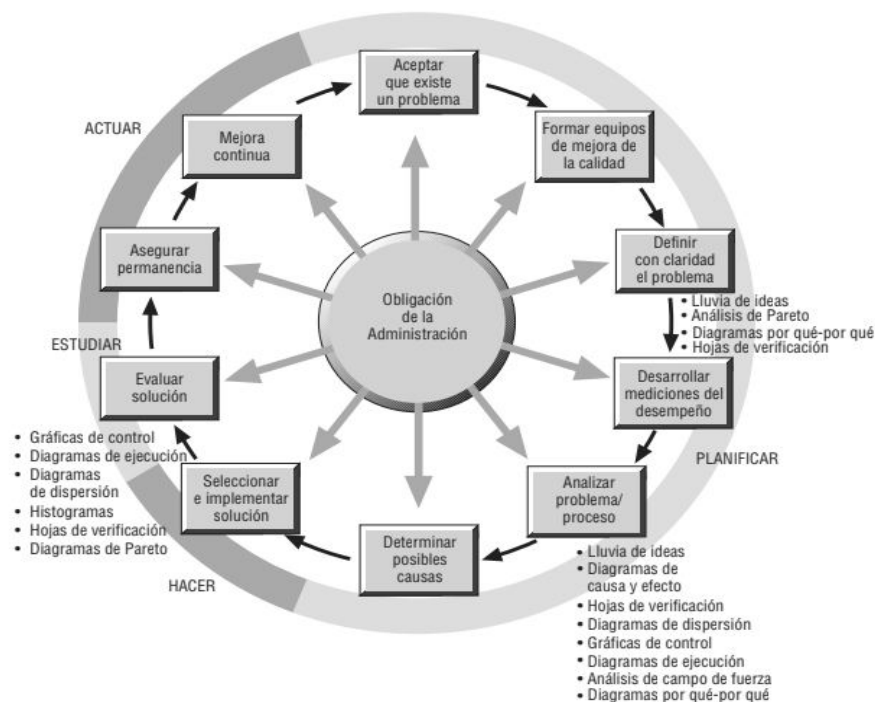 Aceptar
que existe
un problema
Formar equipos
de mejora de
la calidad
Definir
con claridad
el problema
• Lluvia de ideas
• Análisis de Pareto
• Diagramas por qué-por qué
• Hojas de verificación
Desarrollar
mediciones del
desempeño
PLANIFICAR
Analizar
problema/
proceso
• Lluvia de ideas
• Diagramas de
causa y efecto
• Hojas de verificación
• Diagramas de dispersión
• Gráficas de control
• Diagramas de ejecución
• Análisis de campo de fuerza
• Diagramas por qué-por qué
Determinar
posibles
causas
HACER
Seleccionar
e implementar
solución
• Gráficas de control
• Diagramas de ejecución
• Diagramas
de dispersión
• Histogramas
• Hojas de verificación
• Diagramas de Pareto
Evaluar
solución
ESTUDIAR
Asegurar
permanencia
ACTUAR
Mejora
continua
Obligación
de la
Administración